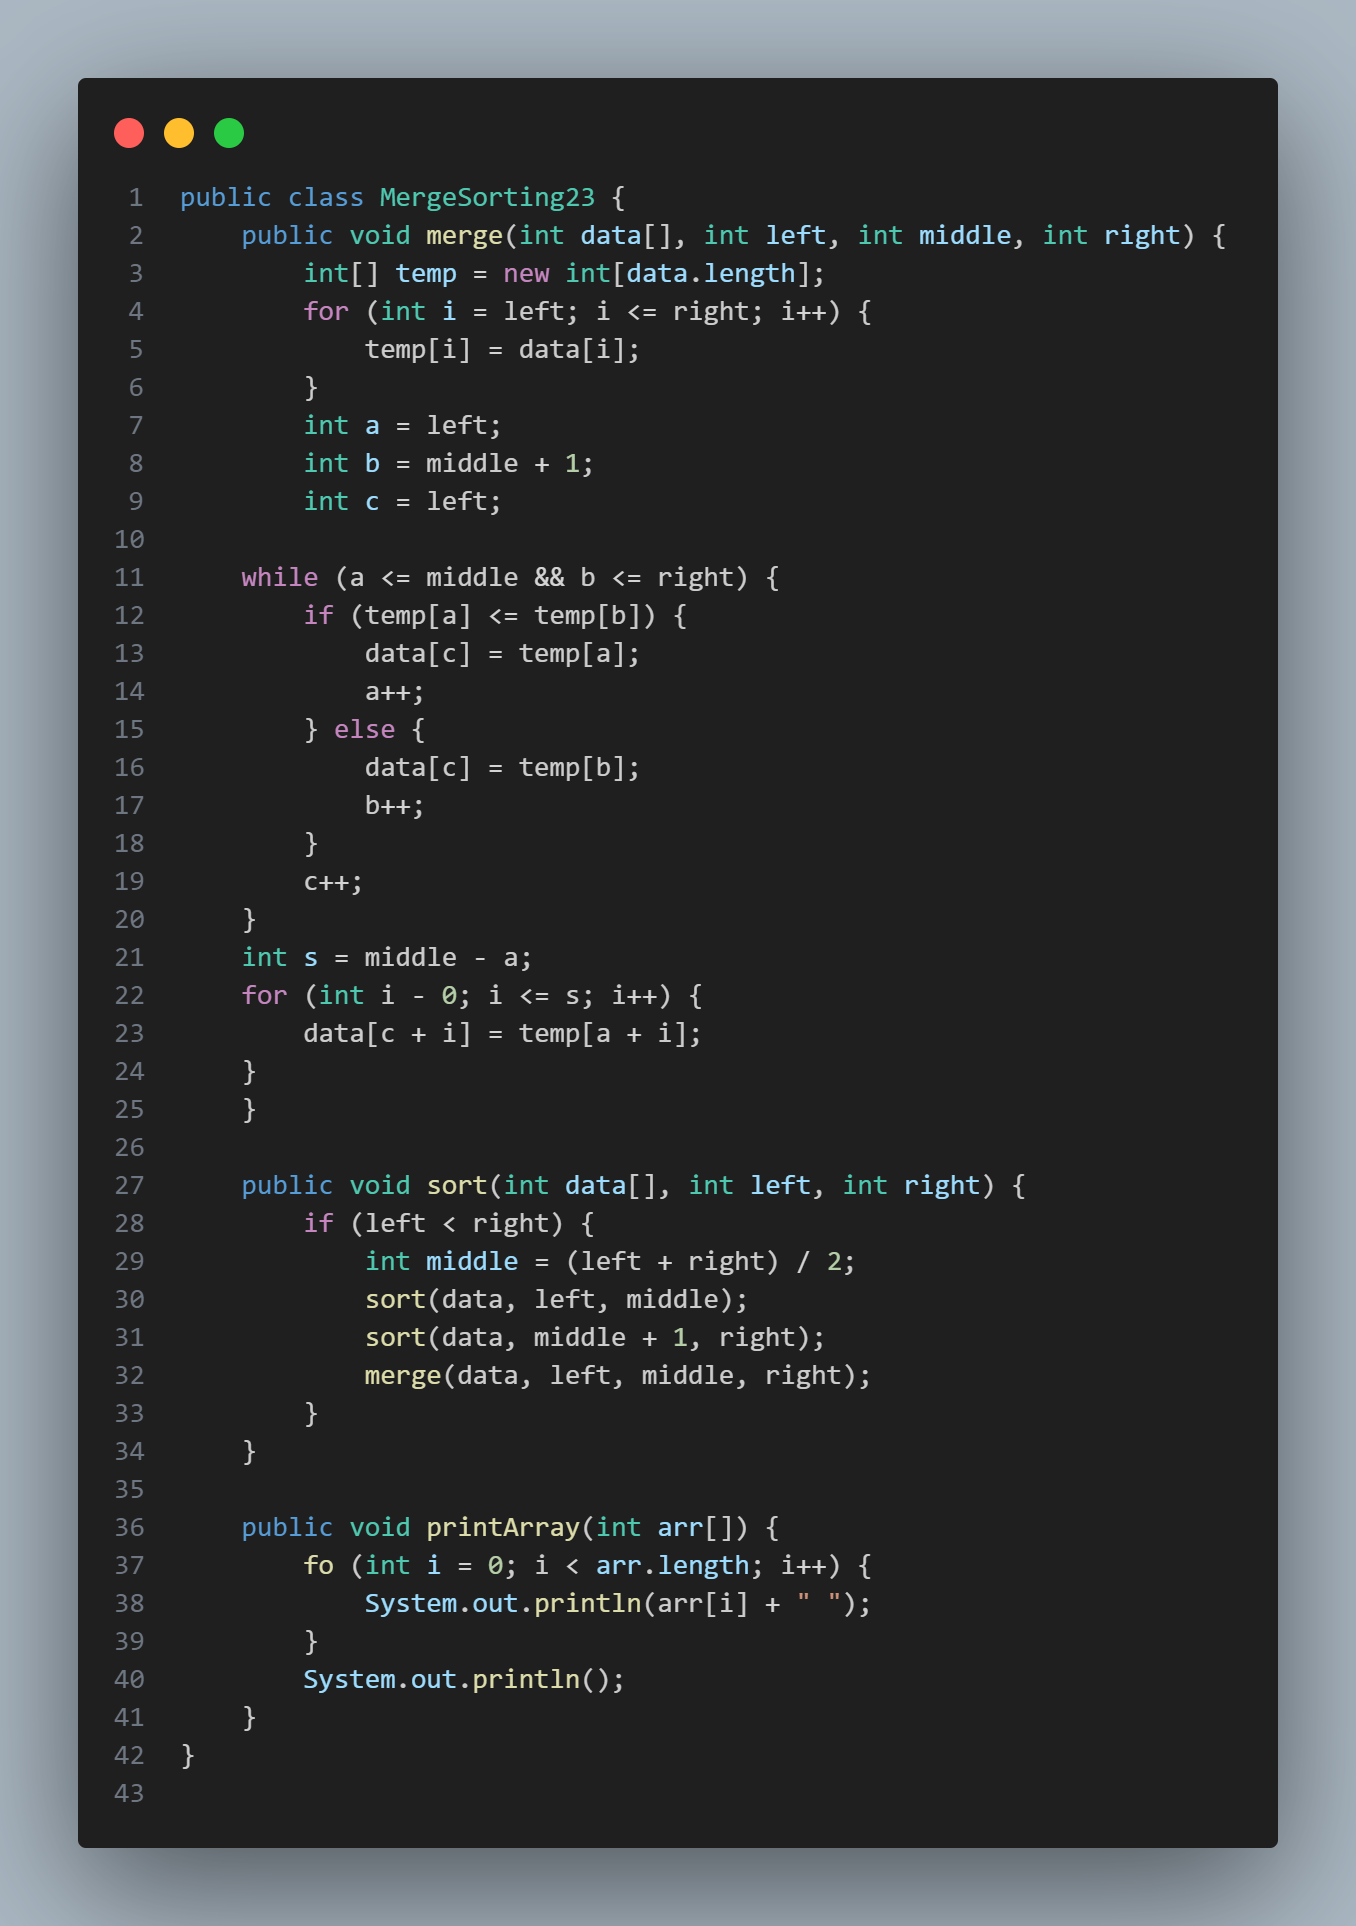 1 public class MergeSorting23 {
2     public void merge(int data[], int left, int middle, int right) {
3         int[] temp = new int[data.length];
4         for (int i = left; i <= right; i++) {
5             temp[i] = data[i];
6         }
7         int a = left;
8         int b = middle + 1;
9         int c = left;
10
11     while (a <= middle && b <= right) {
12         if (temp[a] <= temp[b]) {
13             data[c] = temp[a];
14             a++;
15         } else {
16             data[c] = temp[b];
17             b++;
18         }
19         c++;
20     }
21     int s = middle - a;
22     for (int i - 0; i <= s; i++) {
23         data[c + i] = temp[a + i];
24     }
25     }
26
27     public void sort(int data[], int left, int right) {
28         if (left < right) {
29             int middle = (left + right) / 2;
30             sort(data, left, middle);
31             sort(data, middle + 1, right);
32             merge(data, left, middle, right);
33         }
34     }
35
36     public void printArray(int arr[]) {
37         fo (int i = 0; i < arr.length; i++) {
38             System.out.println(arr[i] + " ");
39         }
40         System.out.println();
41     }
42 }
43